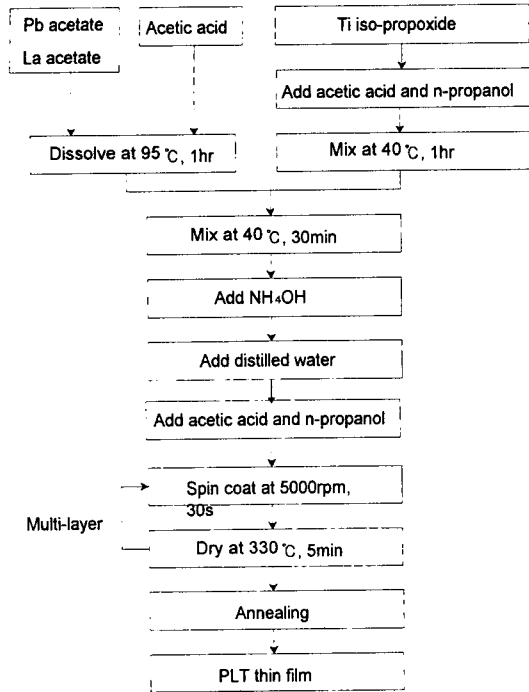 Pb acetate
La acetate
Acetic acid
Ti iso-propoxide
Add acetic acid and n-propanol
Dissolve at 95℃, 1hr
Mix at 40℃, 1hr
Mix at 40℃, 30min
Add NH₄OH
Add distilled water
Add acetic acid and n-propanol
Spin coat at 5000rpm,
30s
Multi-layer
Dry at 330℃, 5min
Annealing
PLT thin film